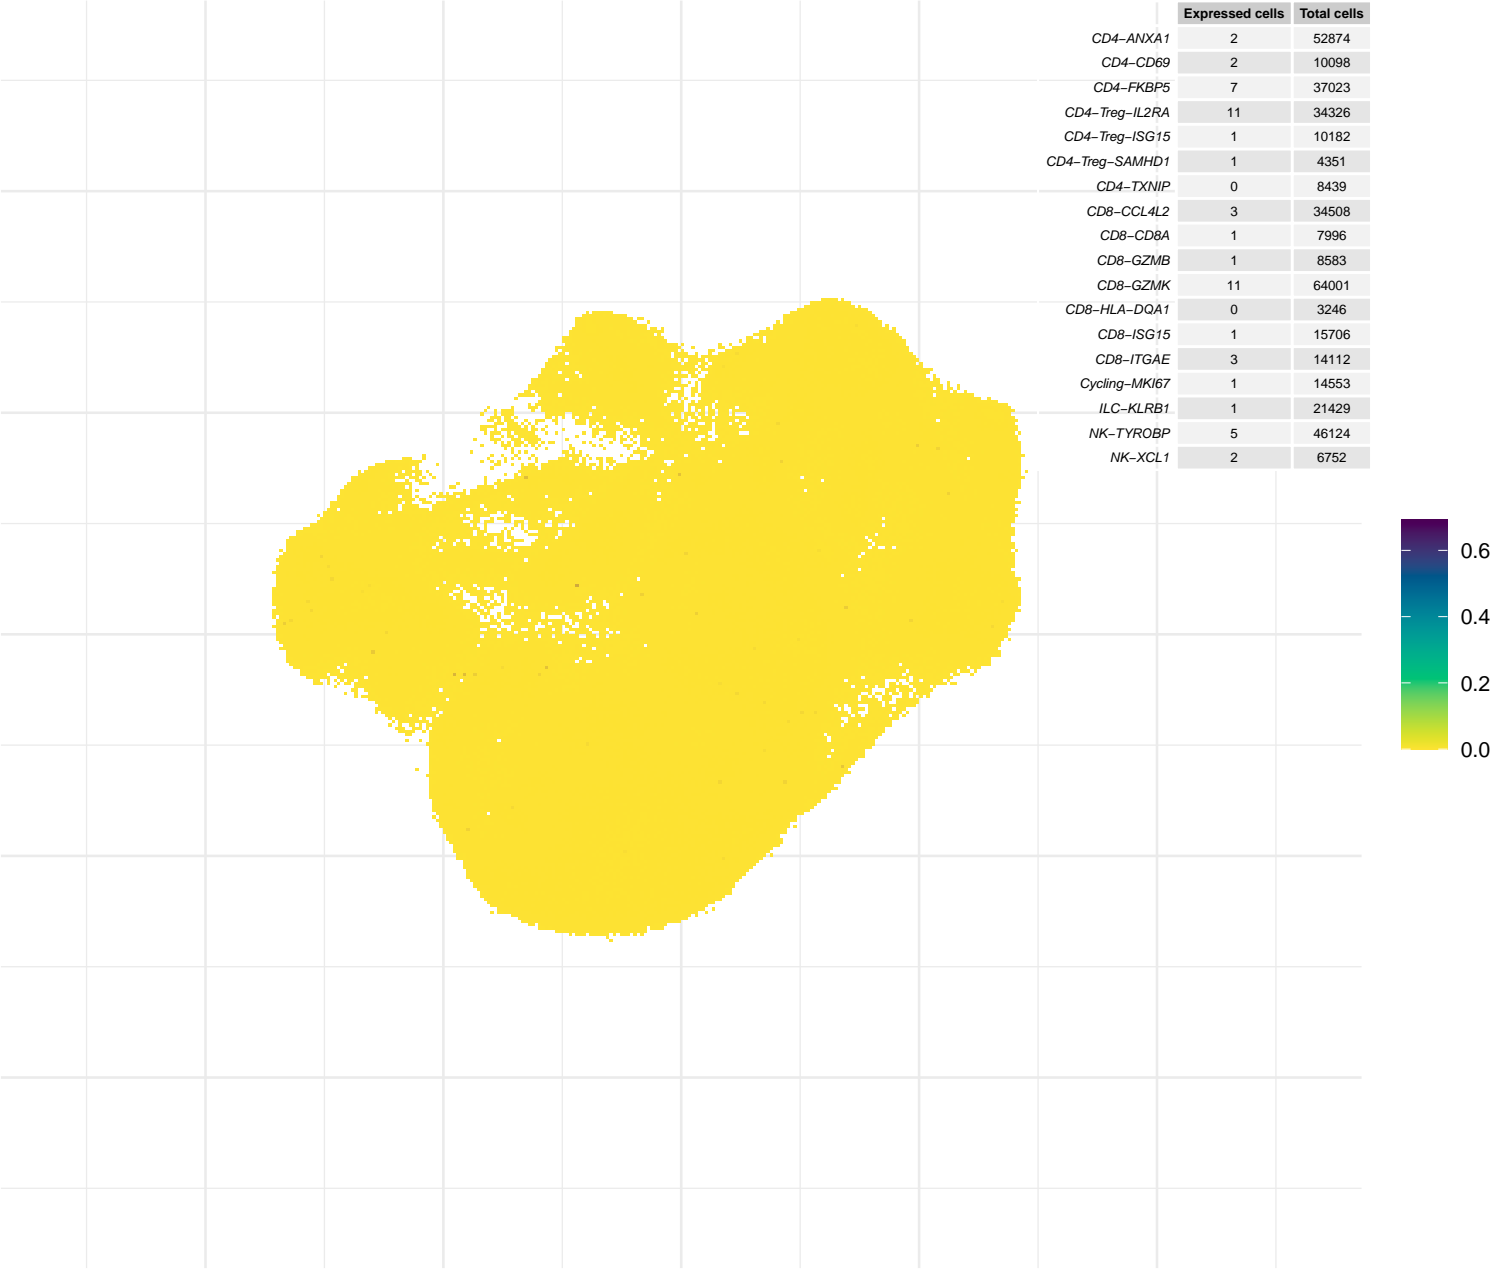 Expressed cells Total cells
CD4−ANXA1 2 52874
CD4−CD69 2 10098
CD4−FKBP5 7 37023
CD4−Treg−IL2RA 11 34326
CD4−Treg−ISG15 1 10182
CD4−Treg−SAMHD1 1 4351
CD4−TXNIP 0 8439
CD8−CCL4L2 3 34508
CD8−CD8A 1 7996
CD8−GZMB 1 8583
CD8−GZMK 11 64001
CD8−HLA−DQA1 0 3246
CD8−ISG15 1 15706
CD8−ITGAE 3 14112
Cycling−MKI67 1 14553
ILC−KLRB1 1 21429
NK−TYROBP 5 46124
NK−XCL1 2 6752
0.6
0.4
0.2
0.0